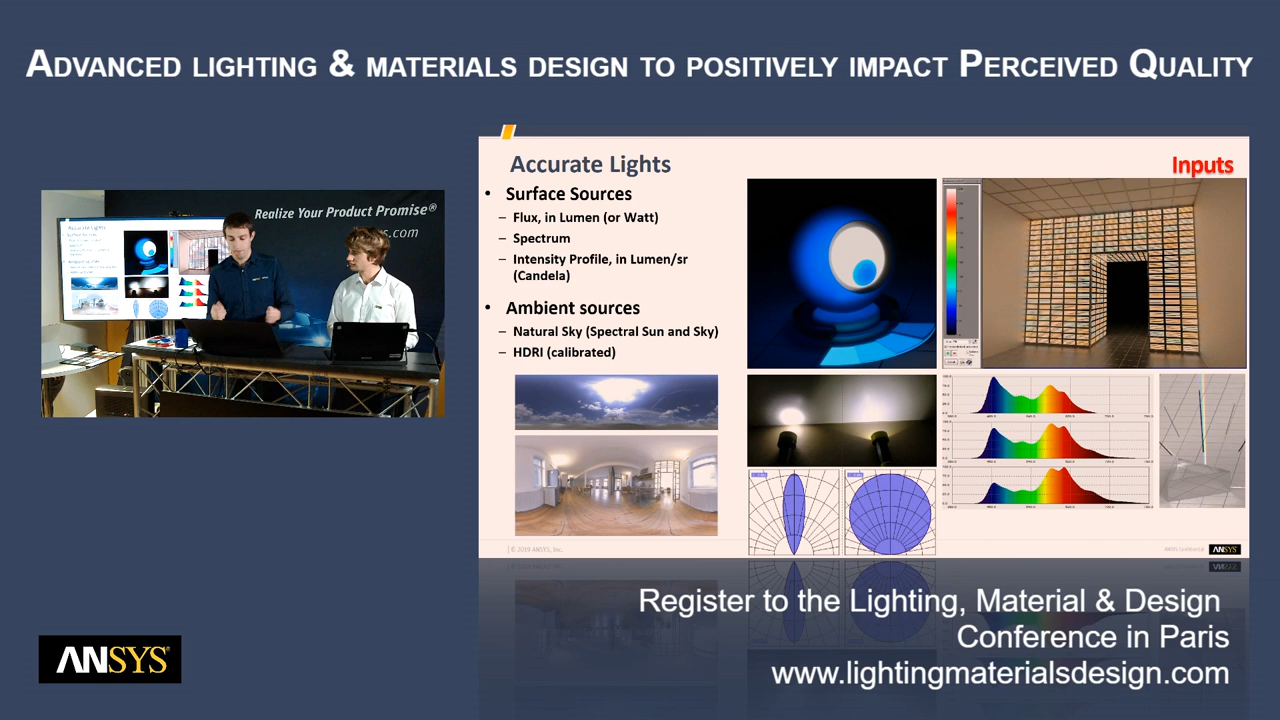 Advanced lighting & materials design to positively impact Perceived Quality
Realize Your Product Promise®
s.com
Accurate Lights
Inputs
• Surface Sources
– Flux, in Lumen (or Watt)
– Spectrum
– Intensity Profile, in Lumen/sr
(Candela)
• Ambient sources
– Natural Sky (Spectral Sun and Sky)
– HDRI (calibrated)
© 2019 ANSYS, Inc.
ANSYS Confidential
ANSYS
Register to the Lighting, Material & Design
Conference in Paris
www.lightingmaterialsdesign.com
ANSYS®